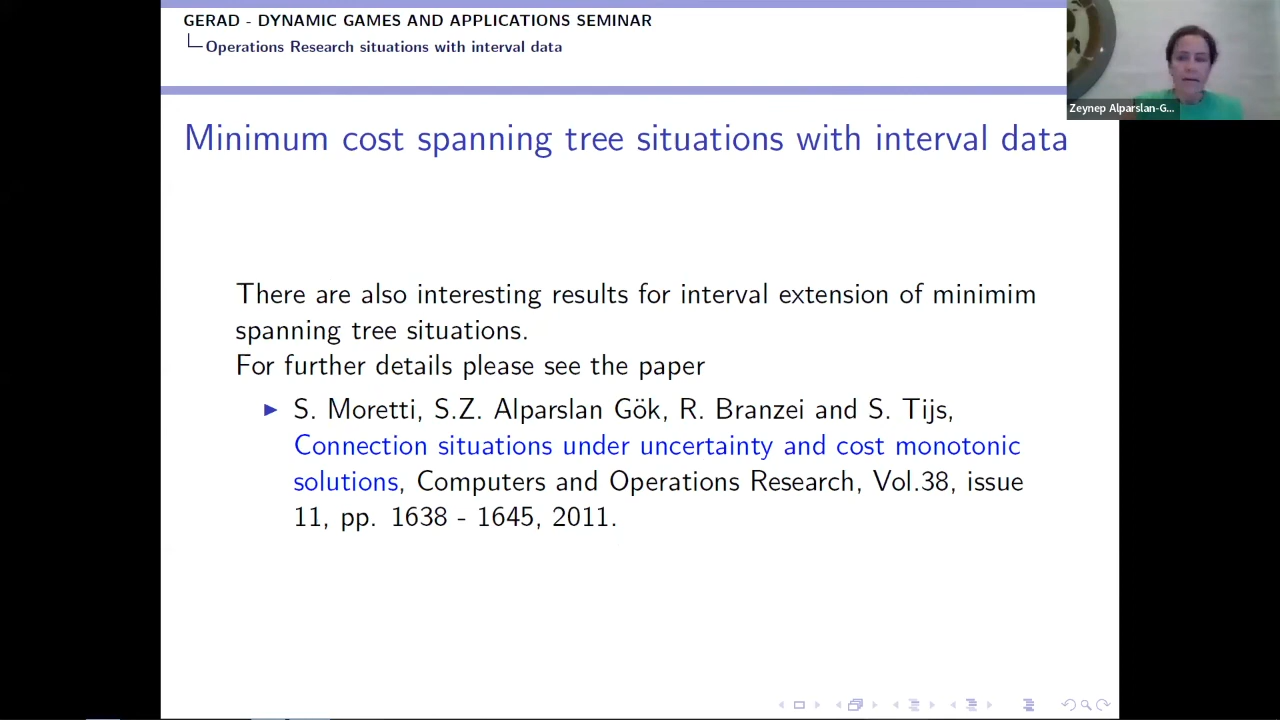 GERAD - DYNAMIC GAMES AND APPLICATIONS SEMINAR
Operations Research situations with interval data
Zeynep Alparslan-G...
Minimum cost spanning tree situations with interval data
There are also interesting results for interval extension of minimim
spanning tree situations.
For further details please see the paper
S. Moretti, S.Z. Alparslan Gök, R. Branzei and S. Tijs,
Connection situations under uncertainty and cost monotonic
solutions, Computers and Operations Research, Vol.38, issue
11, pp. 1638 - 1645, 2011.